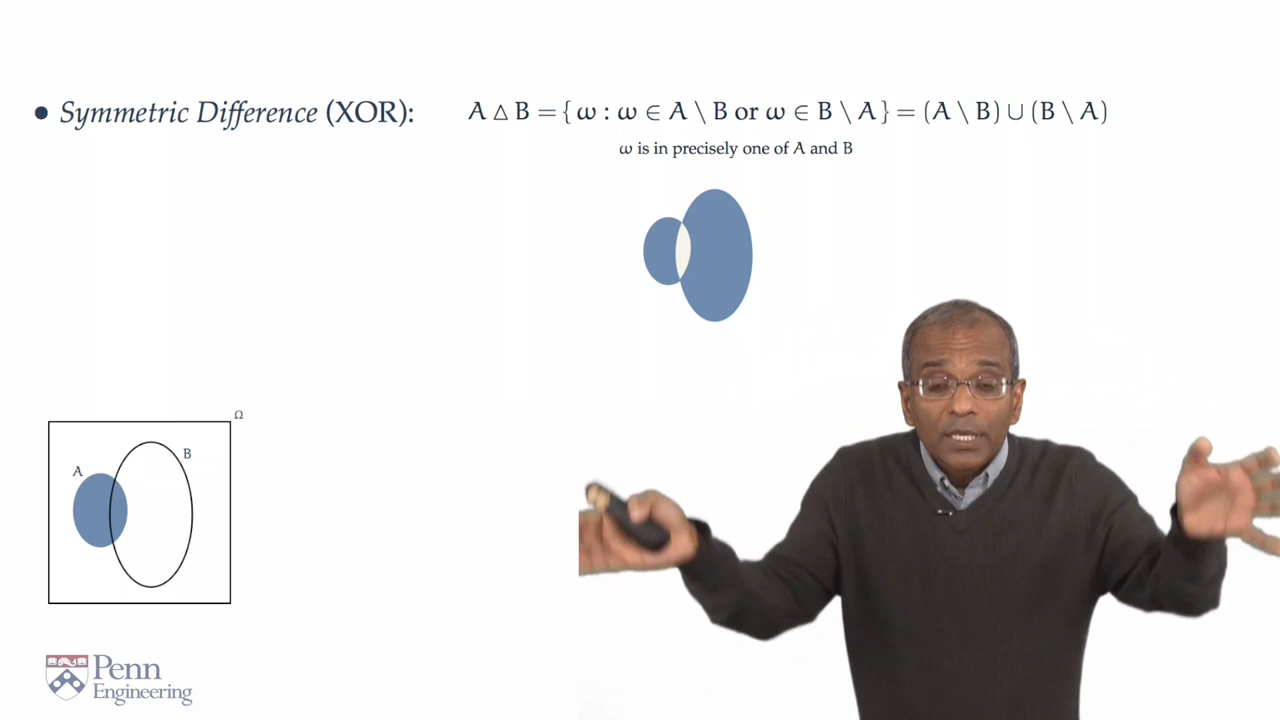 • Symmetric Difference (XOR): A △ B = { ω : ω ∈ A \ B or ω ∈ B \ A } = (A \ B) ∪ (B \ A)
ω is in precisely one of A and B
Ω
A
B
Penn
Engineering